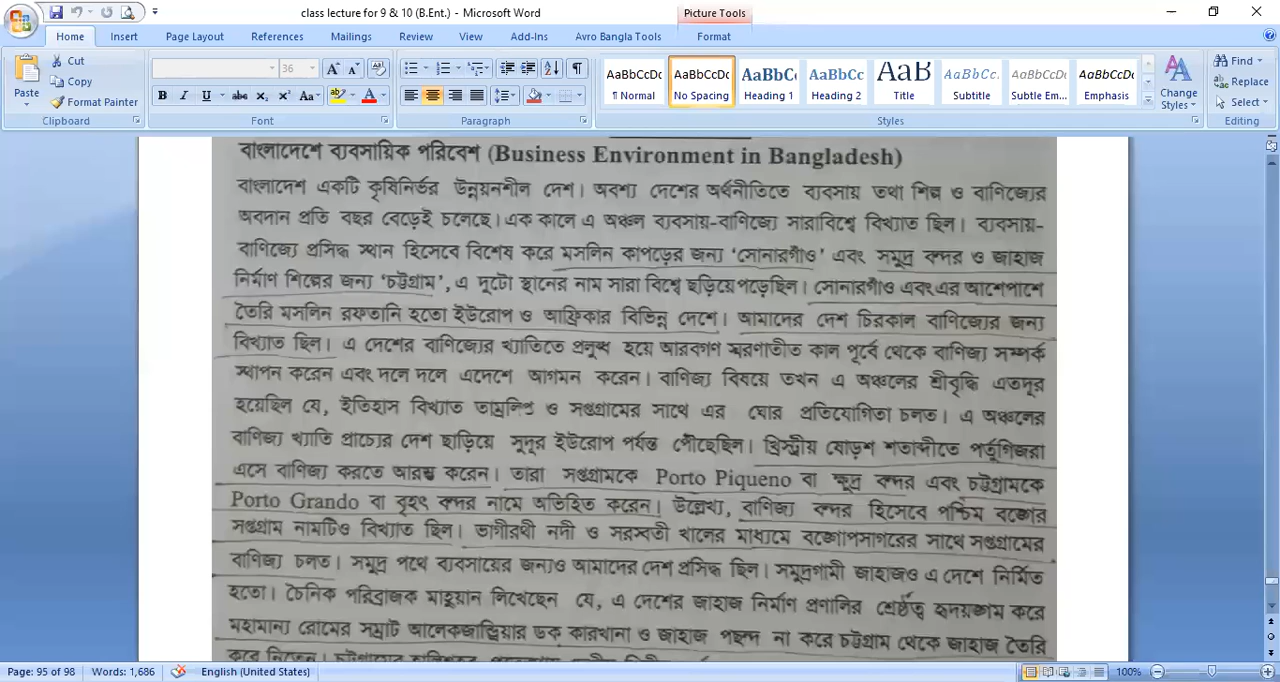 class lecture for 9 & 10 (B.Ent.) - Microsoft Word
Picture Tools
Home Insert Page Layout References Mailings Review View Add-Ins Avro Bangla Tools Format
Paste
Cut
Copy
Format Painter
Clipboard
36
Font
Paragraph
AaBbCcDc AaBbCcDc AaBbC AaBbCc AaB AaBbCc. AaBbCcDc AaBbCcDc
¶ Normal No Spacing Heading 1 Heading 2 Title Subtitle Subtle Em... Emphasis
Change Styles
Styles
Find
Replace
Select
Editing
বাংলাদেশে ব্যবসায়িক পরিবেশ (Business Environment in Bangladesh)
বাংলাদেশ একটি কৃষিনির্ভর উন্নয়নশীল দেশ। অবশ্য দেশের অর্থনীতিতে ব্যবসায় তথা শিল্প ও বাণিজ্যের
অবদান প্রতি বছর বেড়েই চলেছে। এক কালে এ অঞ্চল ব্যবসায়-বাণিজ্যে সারাবিশ্বে বিখ্যাত ছিল। ব্যবসায়-
বাণিজ্যে প্রসিদ্ধ স্থান হিসেবে বিশেষ করে মসলিন কাপড়ের জন্য ‘সোনারগাঁও’ এবং সমুদ্র বন্দর ও জাহাজ
নির্মাণ শিল্পের জন্য ‘চট্টগ্রাম’, এ দুটো স্থানের নাম সারা বিশ্বে ছড়িয়ে পড়েছিল। সোনারগাঁও এবং এর আশেপাশে
তৈরি মসলিন রফতানি হতো ইউরোপ ও আফ্রিকার বিভিন্ন দেশে। আমাদের দেশ চিরকাল বাণিজ্যের জন্য
বিখ্যাত ছিল। এ দেশের বাণিজ্যের খ্যাতিতে প্রলুব্ধ হয়ে আরবগণ স্মরণাতীত কাল পূর্বে থেকে বাণিজ্য সম্পর্ক
স্থাপন করেন এবং দলে দলে এদেশে আগমন করেন। বাণিজ্য বিষয়ে তখন এ অঞ্চলের শ্রীবৃদ্ধি এতদূর
হয়েছিল যে, ইতিহাস বিখ্যাত তাম্রলিপ্ত ও সপ্তগ্রামের সাথে এর ঘোর প্রতিযোগিতা চলত। এ অঞ্চলের
বাণিজ্য খ্যাতি প্রাচ্যের দেশ ছাড়িয়ে সুদূর ইউরোপ পর্যন্ত পৌঁছেছিল। খ্রিস্ট্রীয় ষোড়শ শতাব্দীতে পর্তুগিজরা
এসে বাণিজ্য করতে আরম্ভ করেন। তারা সপ্তগ্রামকে Porto Piqueno বা ক্ষুদ্র বন্দর এবং চট্টগ্রামকে
Porto Grando বা বৃহৎ বন্দর নামে অভিহিত করেন। উল্লেখ্য, বাণিজ্য বন্দর হিসেবে পশ্চিম বঙ্গের
সপ্তগ্রাম নামটিও বিখ্যাত ছিল। ভাগীরথী নদী ও সরস্বতী খালের মাধ্যমে বঙ্গোপসাগরের সাথে সপ্তগ্রামের
বাণিজ্য চলত। সমুদ্র পথে ব্যবসায়ের জন্যও আমাদের দেশ প্রসিদ্ধ ছিল। সমুদ্রগামী জাহাজও এ দেশে নির্মিত
হতো। চৈনিক পরিব্রাজক মাহুয়ান লিখেছেন যে, এ দেশের জাহাজ নির্মাণ প্রণালির শ্রেষ্ঠত্ব হৃদয়ঙ্গম করে
মহামান্য রোমের সম্রাট আলেকজান্দ্রিয়ার ডক কারখানা ও জাহাজ পছন্দ না করে চট্টগ্রাম থেকে জাহাজ তৈরি
করে নিতেন।
Page: 95 of 98 Words: 1,686 English (United States) 100%